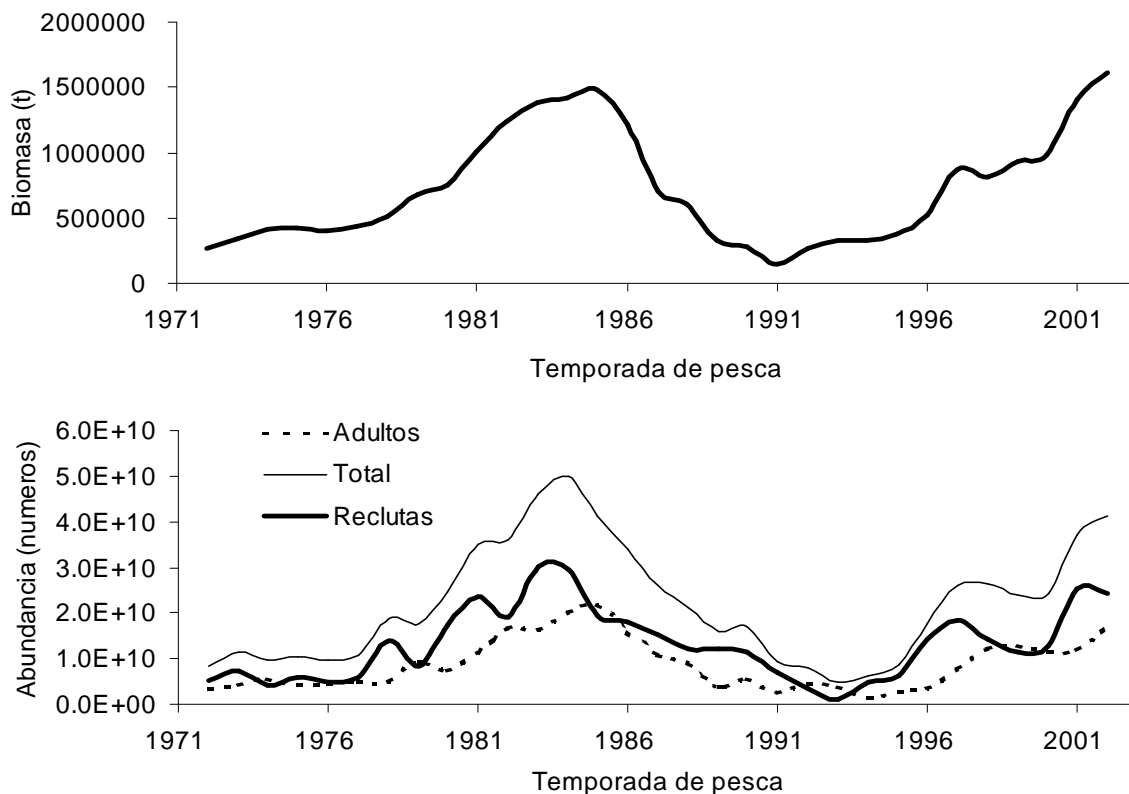 2000000
1500000
1000000
500000
0
Biomasa (t)
1971 1976 1981 1986 1991 1996 2001
Temporada de pesca
6.0E+10
5.0E+10
4.0E+10
3.0E+10
2.0E+10
1.0E+10
0.0E+00
Abundancia (numeros)
Adultos
Total
Reclutas
1971 1976 1981 1986 1991 1996 2001
Temporada de pesca